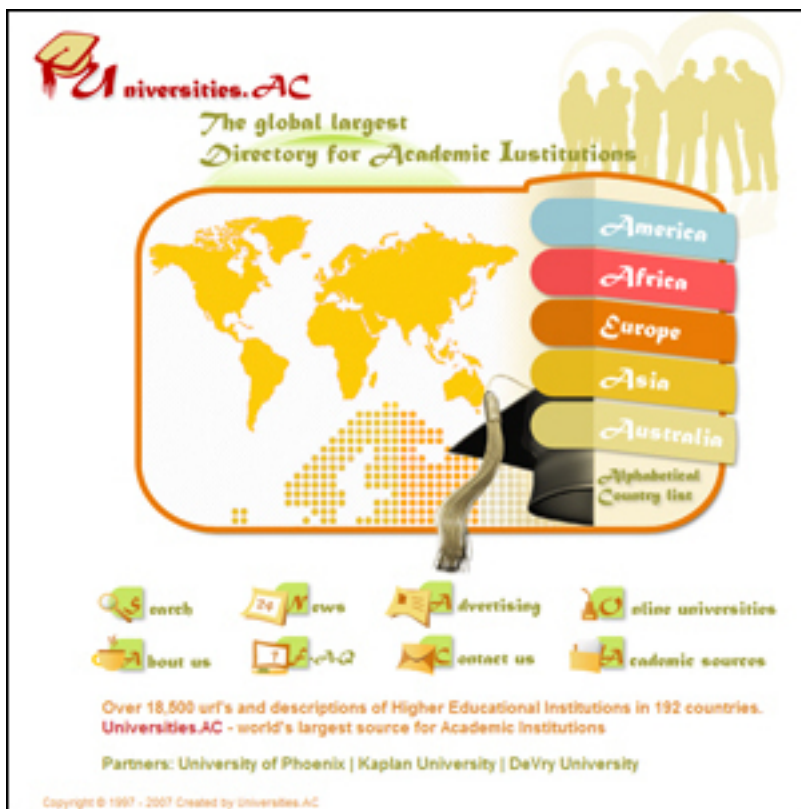 Universities.AC
The global largest
Directory for Academic Iustitutions
America
Africa
Europe
Asia
Australia
Alphabetical
Country list
Search
24 News
Advertising
Online universities
About us
? F-A-Q
Contact us
Academic sources
Over 18,500 url's and descriptions of Higher Educational Institutions in 192 countries.
Universities.AC - world's largest source for Academic Institutions
Partners: University of Phoenix | Kaplan University | DeVry University
Copyright © 1997 - 2007 Created by Universities.AC